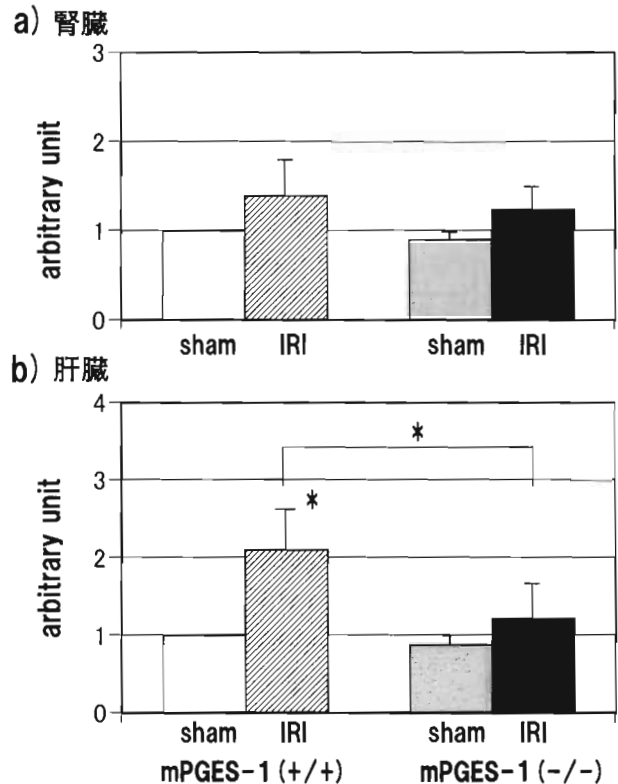 a) 腎臓
3
2
1
0
arbitrary unit
sham IRI sham IRI
b) 肝臓
4
*
3
*
2
1
0
arbitrary unit
sham IRI sham IRI
mPGES-1 (+/+) mPGES-1 (-/-)